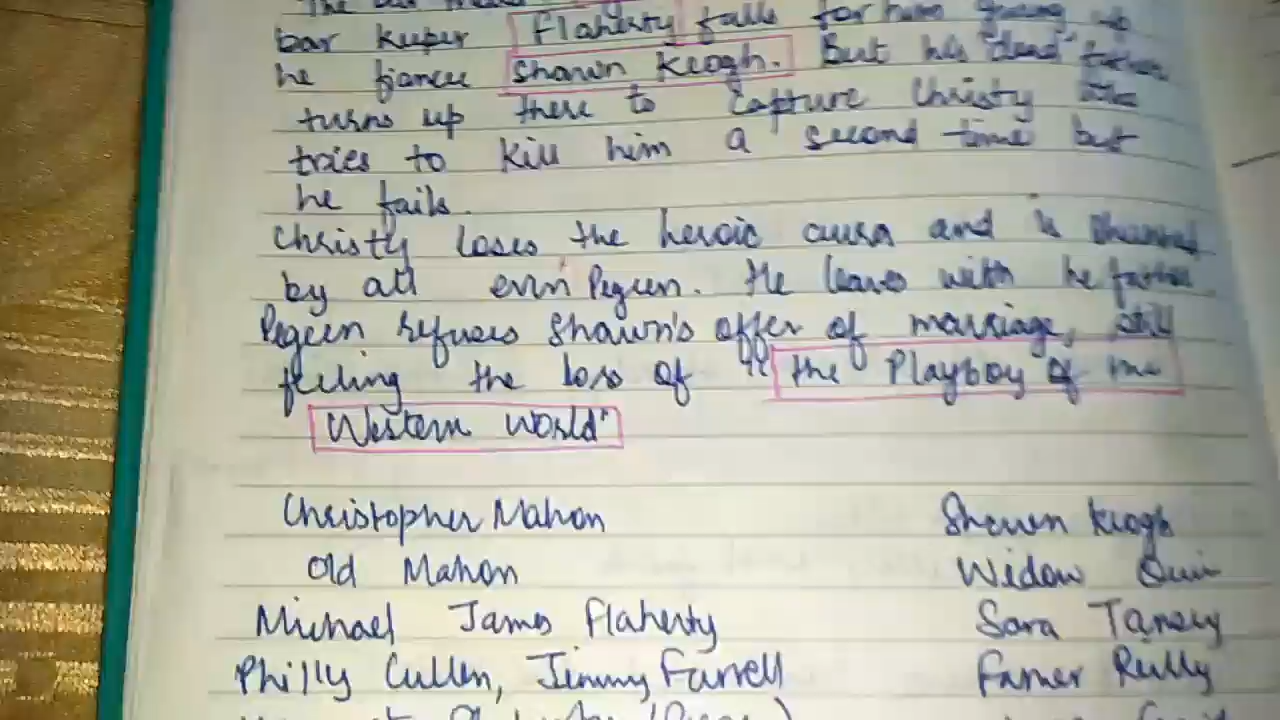 The
bar keeper Flaherty falls for him giving up
he fiancee Shawn Keogh. But his "dead" father
turns up there to capture Christy
tries to kill him a second time but
he fails.
Christy loses the heroic aura and is shunned
by all even Pegeen. He leaves with he father
Pegeen refuses Shawn's offer of marriage, still
feeling the loss of "the Playboy of the
Western World"
Christopher Mahon
Shawn Keogh
Old Mahon
Widow Quin
Michael James Flaherty
Sara Tansey
Philly Cullen, Jimmy Farrell
Famer Reilly